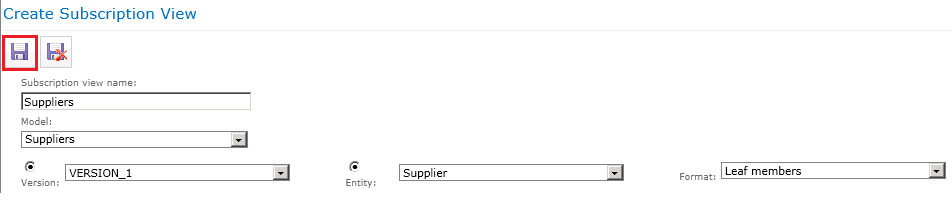 Create Subscription View
Subscription view name:
Suppliers
Model:
Suppliers
Version: VERSION_1 Entity: Supplier Format: Leaf members